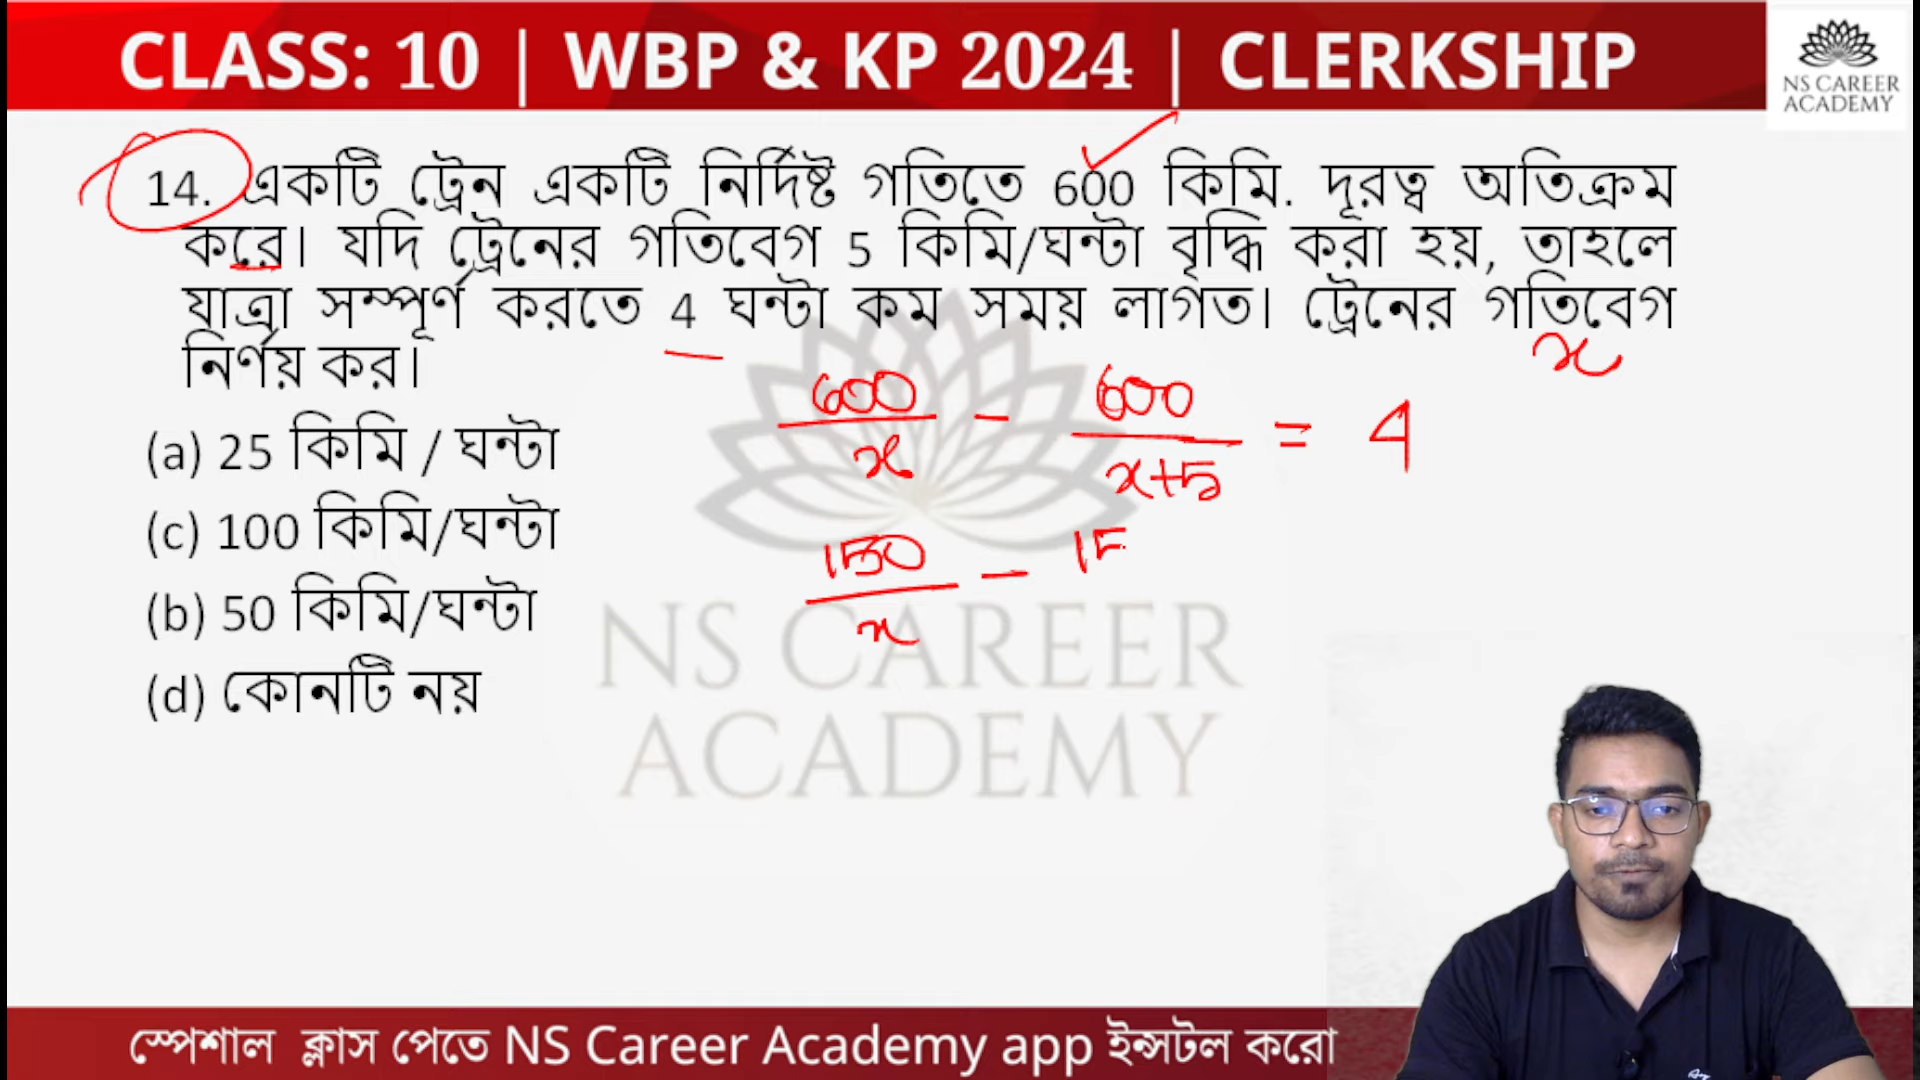 CLASS: 10 | WBP & KP 2024 | CLERKSHIP
NS CAREER
ACADEMY
14. একটি ট্রেন একটি নির্দিষ্ট গতিতে 600 কিমি. দূরত্ব অতিক্রম
করে। যদি ট্রেনের গতিবেগ 5 কিমি/ঘন্টা বৃদ্ধি করা হয়, তাহলে
যাত্রা সম্পূর্ণ করতে 4 ঘন্টা কম সময় লাগত। ট্রেনের গতিবেগ
নির্ণয় কর।
x
(a) 25 কিমি / ঘন্টা
(c) 100 কিমি/ঘন্টা
(b) 50 কিমি/ঘন্টা
(d) কোনটি নয়
600/x - 600/x+5 = 4
150/x - 15
NS CAREER
ACADEMY
স্পেশাল ক্লাস পেতে NS Career Academy app ইন্সটল করো